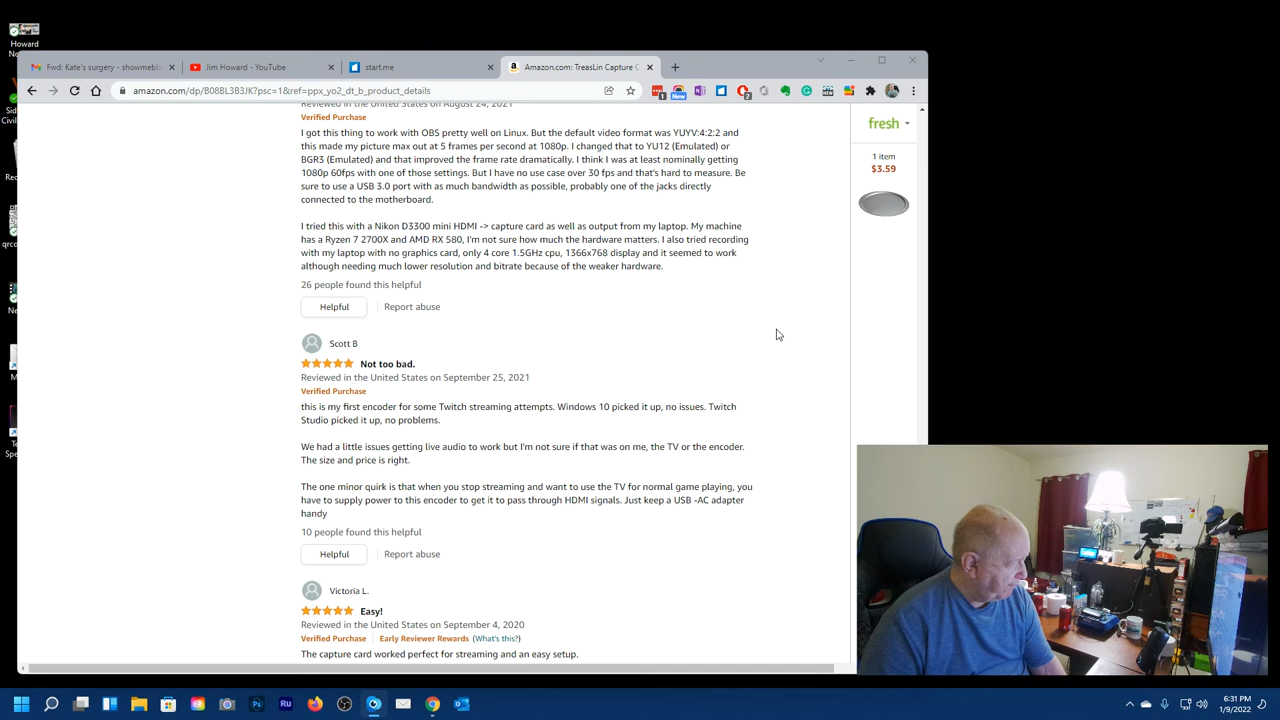 Howard
Fwd: Kate's surgery - showmeblo
Jim Howard - YouTube
start.me
Amazon.com: TreasLin Capture C
amazon.com/dp/B08BL3B3JK?psc=1&ref=ppx_yo2_dt_b_product_details
fresh
1 item
$3.59
Reviewed in the United States on August 24, 2021
Verified Purchase
I got this thing to work with OBS pretty well on Linux. But the default video format was YUYV:4:2:2 and
this made my picture max out at 5 frames per second at 1080p. I changed that to YU12 (Emulated) or
BGR3 (Emulated) and that improved the frame rate dramatically. I think I was at least nominally getting
1080p 60fps with one of those settings. But I have no use case over 30 fps and that's hard to measure. Be
sure to use a USB 3.0 port with as much bandwidth as possible, probably one of the jacks directly
connected to the motherboard.
I tried this with a Nikon D3300 mini HDMI -> capture card as well as output from my laptop. My machine
has a Ryzen 7 2700X and AMD RX 580, I'm not sure how much the hardware matters. I also tried recording
with my laptop with no graphics card, only 4 core 1.5GHz cpu, 1366x768 display and it seemed to work
although needing much lower resolution and bitrate because of the weaker hardware.
26 people found this helpful
Helpful
Report abuse
Scott B
Not too bad.
Reviewed in the United States on September 25, 2021
Verified Purchase
this is my first encoder for some Twitch streaming attempts. Windows 10 picked it up, no issues. Twitch
Studio picked it up, no problems.
We had a little issues getting live audio to work but I'm not sure if that was on me, the TV or the encoder.
The size and price is right.
The one minor quirk is that when you stop streaming and want to use the TV for normal game playing, you
have to supply power to this encoder to get it to pass through HDMI signals. Just keep a USB -AC adapter
handy
10 people found this helpful
Helpful
Report abuse
Victoria L.
Easy!
Reviewed in the United States on September 4, 2020
Verified Purchase
Early Reviewer Rewards (What's this?)
The capture card worked perfect for streaming and an easy setup.
6:31 PM
1/9/2022